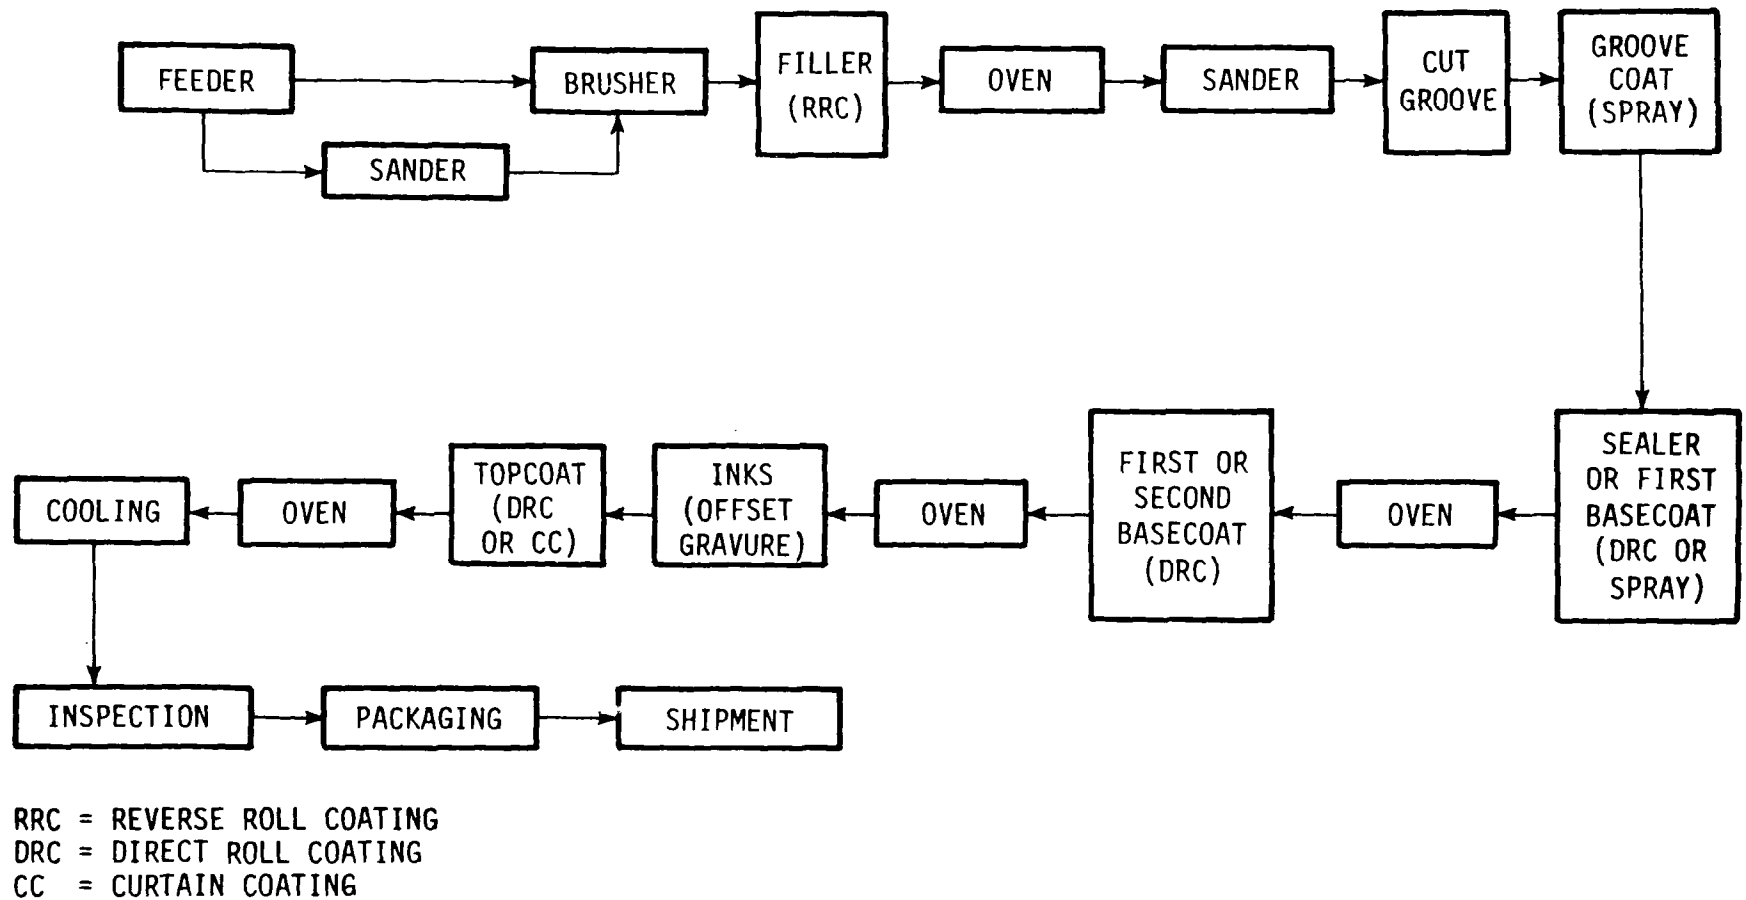 FEEDER
BRUSHER
SANDER
FILLER
(RRC)
OVEN
SANDER
CUT
GROOVE
GROOVE
COAT
(SPRAY)
SEALER
OR FIRST
BASECOAT
(DRC OR
SPRAY)
OVEN
FIRST OR
SECOND
BASECOAT
(DRC)
OVEN
INKS
(OFFSET
GRAVURE)
TOPCOAT
(DRC
OR CC)
OVEN
COOLING
INSPECTION
PACKAGING
SHIPMENT
RRC = REVERSE ROLL COATING
DRC = DIRECT ROLL COATING
CC = CURTAIN COATING